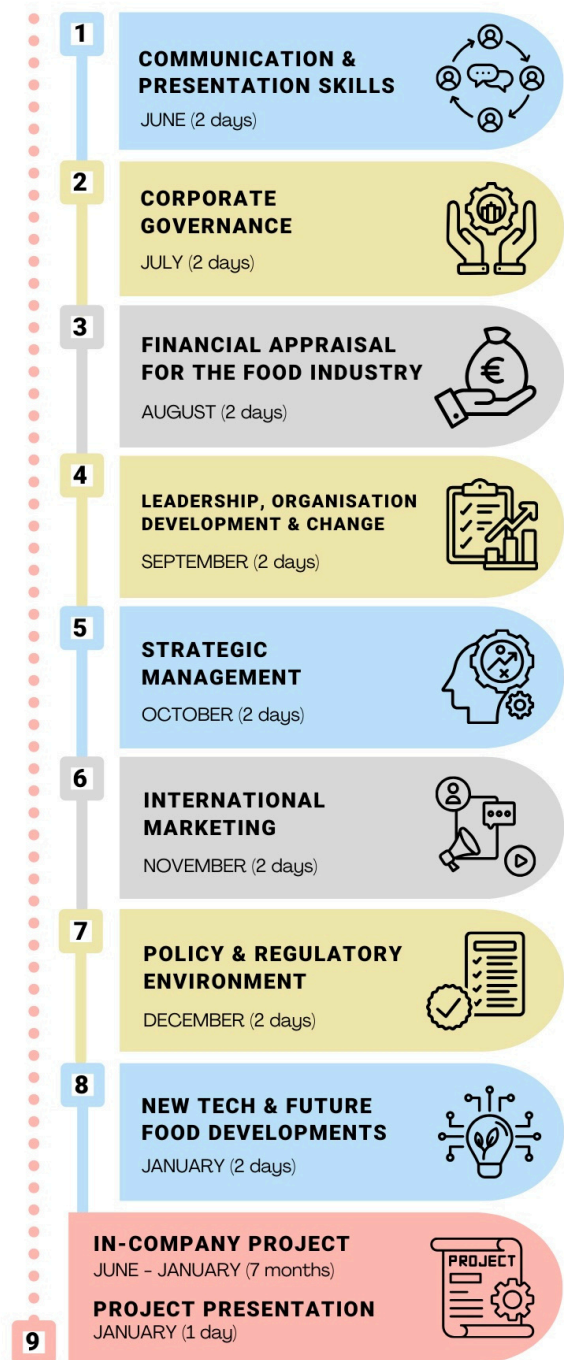 1
COMMUNICATION &
PRESENTATION SKILLS
JUNE (2 days)
2
CORPORATE
GOVERNANCE
JULY (2 days)
3
FINANCIAL APPRAISAL
FOR THE FOOD INDUSTRY
€
AUGUST (2 days)
4
LEADERSHIP, ORGANISATION
DEVELOPMENT & CHANGE
SEPTEMBER (2 days)
5
STRATEGIC
MANAGEMENT
OCTOBER (2 days)
6
INTERNATIONAL
MARKETING
NOVEMBER (2 days)
7
POLICY & REGULATORY
ENVIRONMENT
DECEMBER (2 days)
8
NEW TECH & FUTURE
FOOD DEVELOPMENTS
JANUARY (2 days)
IN-COMPANY PROJECT
JUNE - JANUARY (7 months)
PROJECT
PROJECT PRESENTATION
JANUARY (1 day)
9